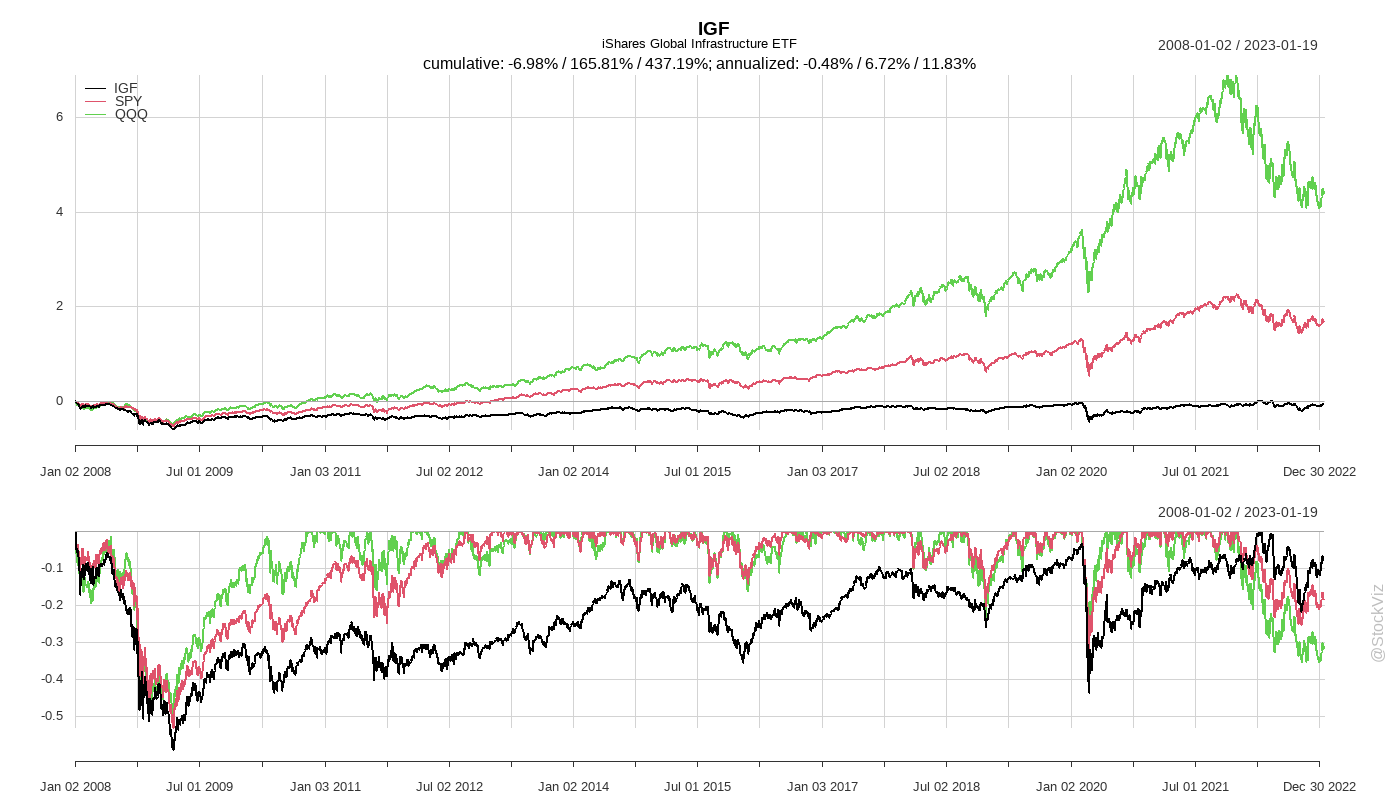 IGF
iShares Global Infrastructure ETF
2008-01-02 / 2023-01-19
cumulative: -6.98% / 165.81% / 437.19%; annualized: -0.48% / 6.72% / 11.83%
IGF
SPY
QQQ
6
4
2
0
Jan 02 2008 Jul 01 2009 Jan 03 2011 Jul 02 2012 Jan 02 2014 Jul 01 2015 Jan 03 2017 Jul 02 2018 Jan 02 2020 Jul 01 2021 Dec 30 2022
2008-01-02 / 2023-01-19
-0.1
-0.2
-0.3
-0.4
-0.5
Jan 02 2008 Jul 01 2009 Jan 03 2011 Jul 02 2012 Jan 02 2014 Jul 01 2015 Jan 03 2017 Jul 02 2018 Jan 02 2020 Jul 01 2021 Dec 30 2022
@StockViz